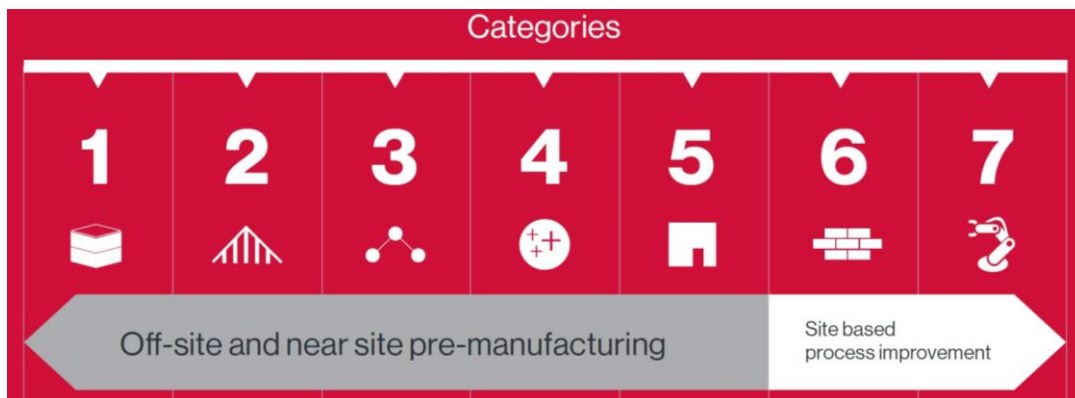 Categories
1 2 3 4 5 6 7
Off-site and near site pre-manufacturing
Site based
process improvement